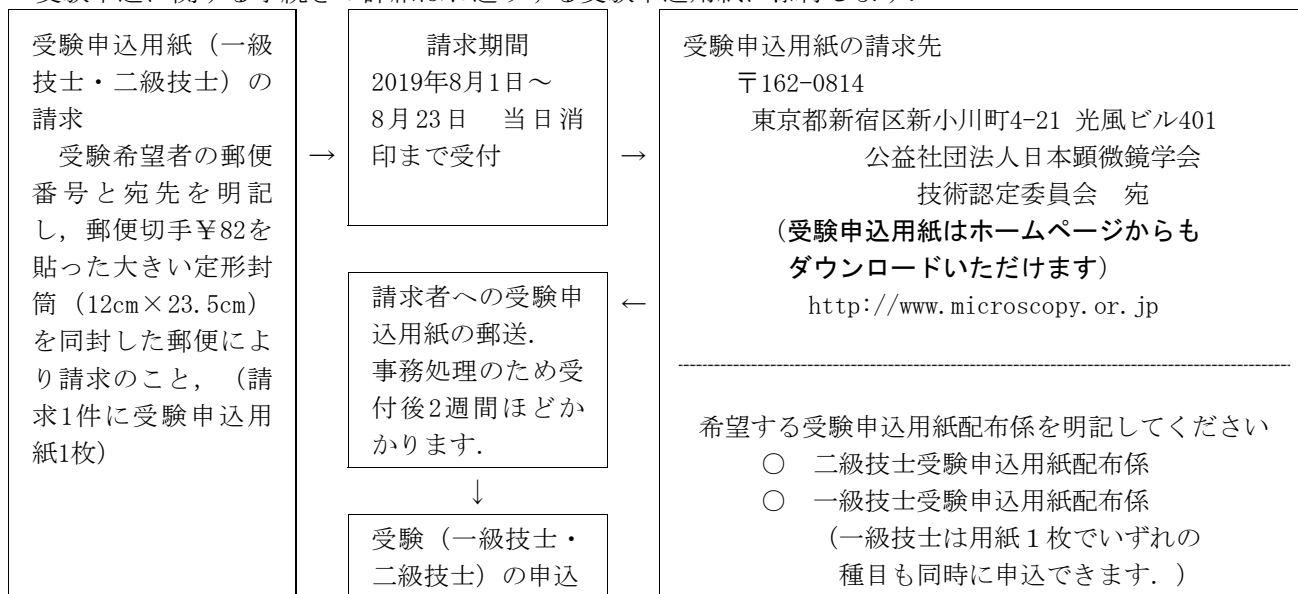 受験申込用紙（一級
技士・二級技士）の
請求
受験希望者の郵便
番号と宛先を明記
し，郵便切手￥82を
貼った大きい定形封
筒（12cm×23.5cm）
を同封した郵便によ
り請求のこと，（請
求1件に受験申込用
紙1枚）
→
請求期間
2019年8月1日～
8月23日　当日消
印まで受付
→
受験申込用紙の請求先
〒162-0814
東京都新宿区新小川町4-21 光風ビル401
公益社団法人日本顕微鏡学会
技術認定委員会　宛
（受験申込用紙はホームページからも
ダウンロードいただけます）
http://www.microscopy.or.jp
←
請求者への受験申
込用紙の郵送．
事務処理のため受
付後2週間ほどか
かります．
↓
受験（一級技士・
二級技士）の申込
希望する受験申込用紙配布係を明記してください
○　二級技士受験申込用紙配布係
○　一級技士受験申込用紙配布係
（一級技士は用紙１枚でいずれの
種目も同時に申込できます．）